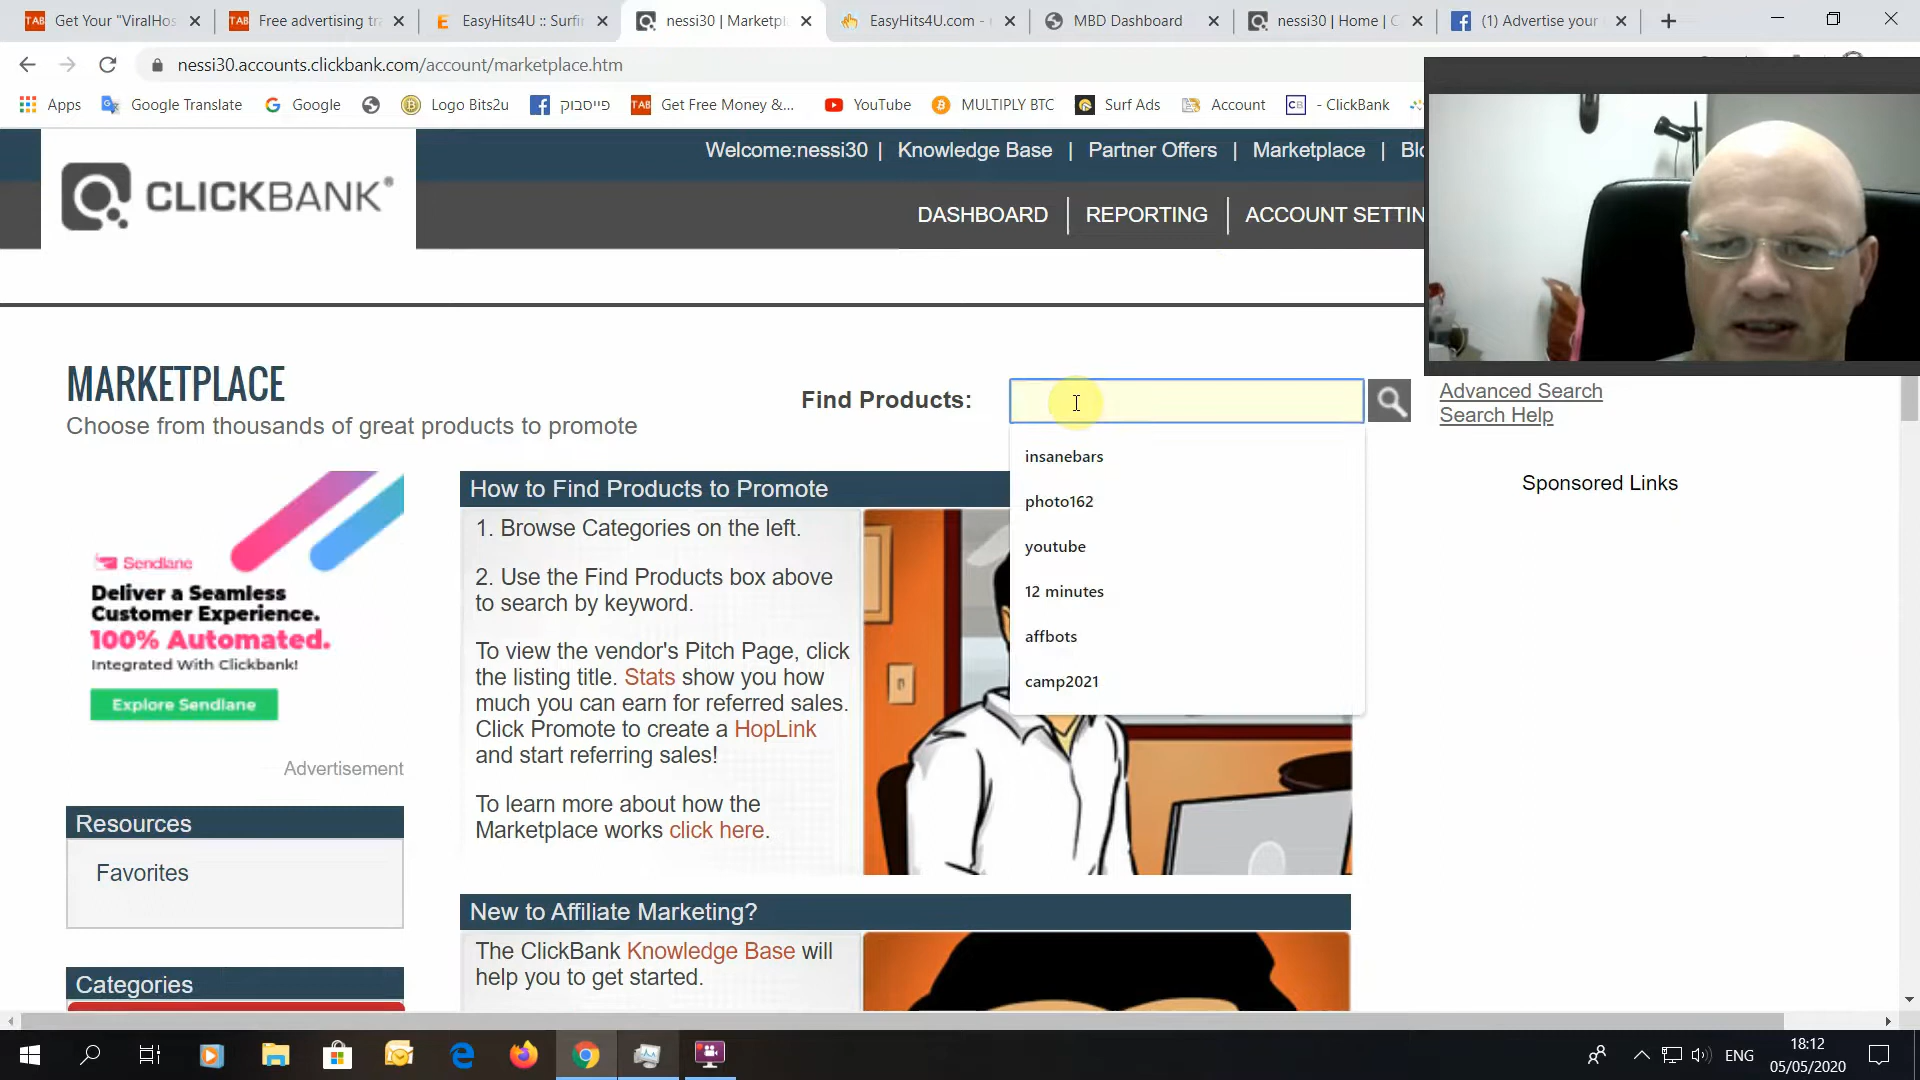 Get Your "ViralHos
Free advertising tra
EasyHits4U :: Surfin
nessi30 | Marketpl
EasyHits4U.com -
MBD Dashboard
nessi30 | Home | C
(1) Advertise your
nessi30.accounts.clickbank.com/account/marketplace.htm
Apps
Google Translate
Google
Logo Bits2u
פייסבוק
Get Free Money &...
YouTube
MULTIPLY BTC
Surf Ads
Account
- ClickBank
Welcome:nessi30 | Knowledge Base | Partner Offers | Marketplace | Blo
CLICKBANK®
DASHBOARD
REPORTING
ACCOUNT SETTIN
MARKETPLACE
Choose from thousands of great products to promote
Find Products:
Advanced Search
Search Help
insanebars
photo162
youtube
12 minutes
affbots
camp2021
Sponsored Links
Sendlane
Deliver a Seamless
Customer Experience.
100% Automated.
Integrated With Clickbank!
Explore Sendlane
Advertisement
Resources
Favorites
Categories
How to Find Products to Promote
1. Browse Categories on the left.
2. Use the Find Products box above
to search by keyword.
To view the vendor's Pitch Page, click
the listing title. Stats show you how
much you can earn for referred sales.
Click Promote to create a HopLink
and start referring sales!
To learn more about how the
Marketplace works click here.
New to Affiliate Marketing?
The ClickBank Knowledge Base will
help you to get started.
ENG
18:12
05/05/2020